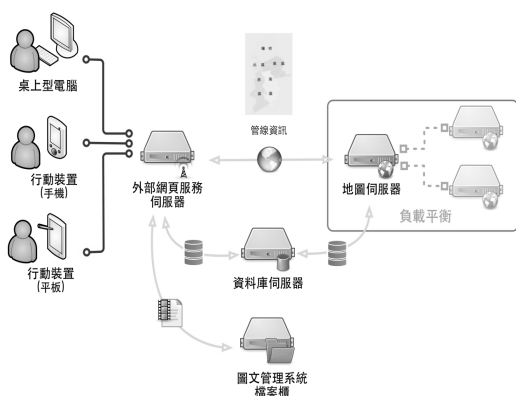 桌上型電腦
管線資訊
行動裝置
(手機)
外部網頁服務
伺服器
地圖伺服器
負載平衡
行動裝置
(平板)
資料庫伺服器
圖文管理系統
檔案櫃